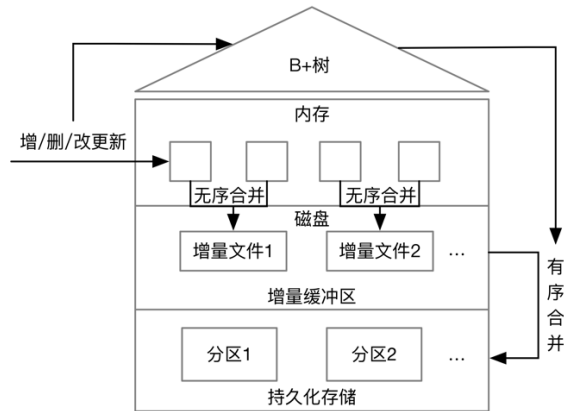 B+树
内存
增/删/改更新
无序合并 无序合并
磁盘
增量文件1 增量文件2 …
增量缓冲区
有序合并
分区1 分区2 …
持久化存储